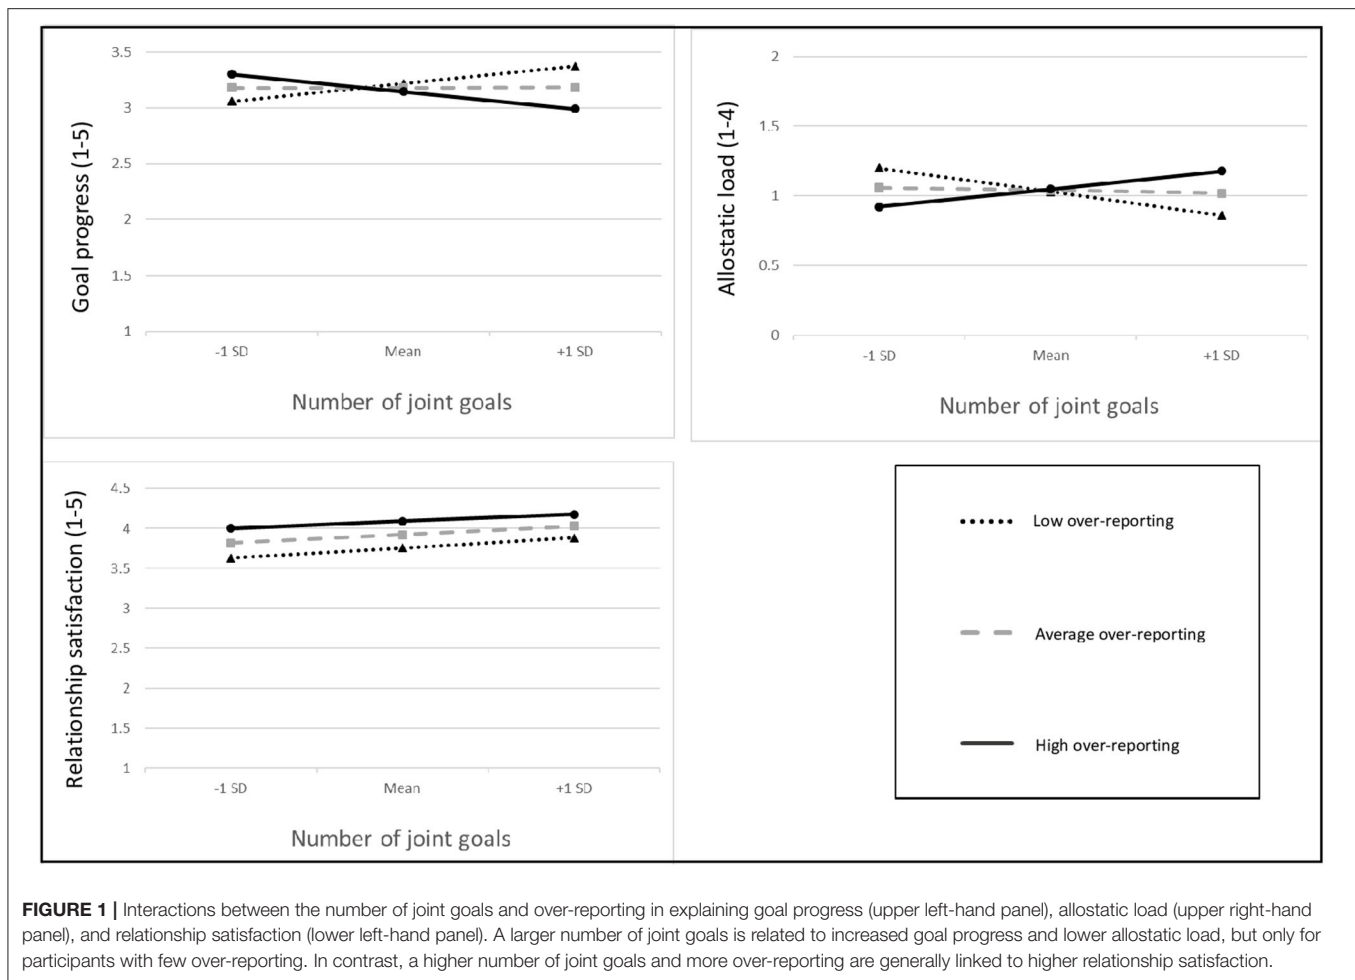 3.5
3
2.5
2
1.5
1
Goal progress (1-5)
-1 SD Mean +1 SD
Number of joint goals
2
1.5
1
0.5
0
Allostatic load (1-4)
-1 SD Mean +1 SD
Number of joint goals
4.5
4
3.5
3
2.5
2
1.5
1
Relationship satisfaction (1-5)
-1 SD Mean +1 SD
Number of joint goals
Low over-reporting
Average over-reporting
High over-reporting
FIGURE 1 | Interactions between the number of joint goals and over-reporting in explaining goal progress (upper left-hand panel), allostatic load (upper right-hand
panel), and relationship satisfaction (lower left-hand panel). A larger number of joint goals is related to increased goal progress and lower allostatic load, but only for
participants with few over-reporting. In contrast, a higher number of joint goals and more over-reporting are generally linked to higher relationship satisfaction.